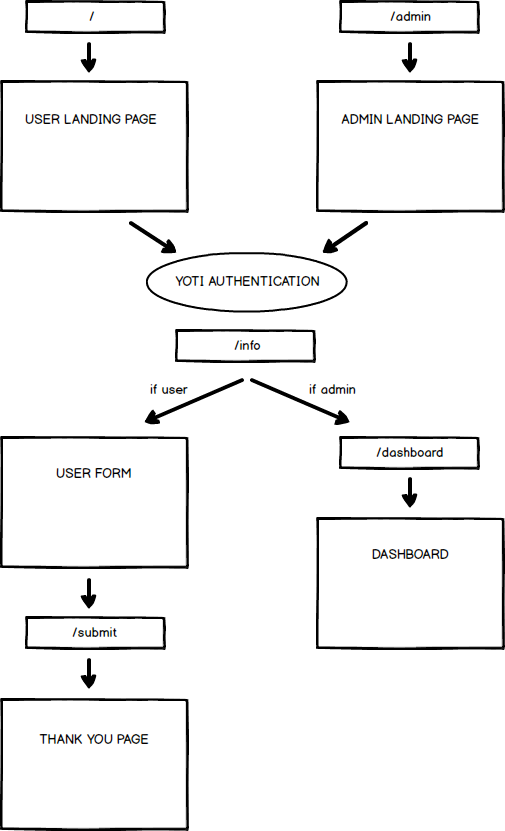 /
/admin
USER LANDING PAGE
ADMIN LANDING PAGE
YOTI AUTHENTICATION
/info
if user
if admin
USER FORM
/dashboard
DASHBOARD
/submit
THANK YOU PAGE